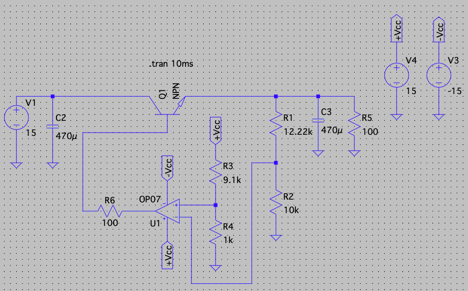 +Vcc
-Vcc
V4
15
V3
-15
.tran 10ms
Q1
NPN
V1
15
C2
470µ
+Vcc
R1
12.22k
C3
470µ
R5
100
-Vcc
R3
9.1k
R6
100
OP07
U1
R4
1k
R2
10k
+Vcc